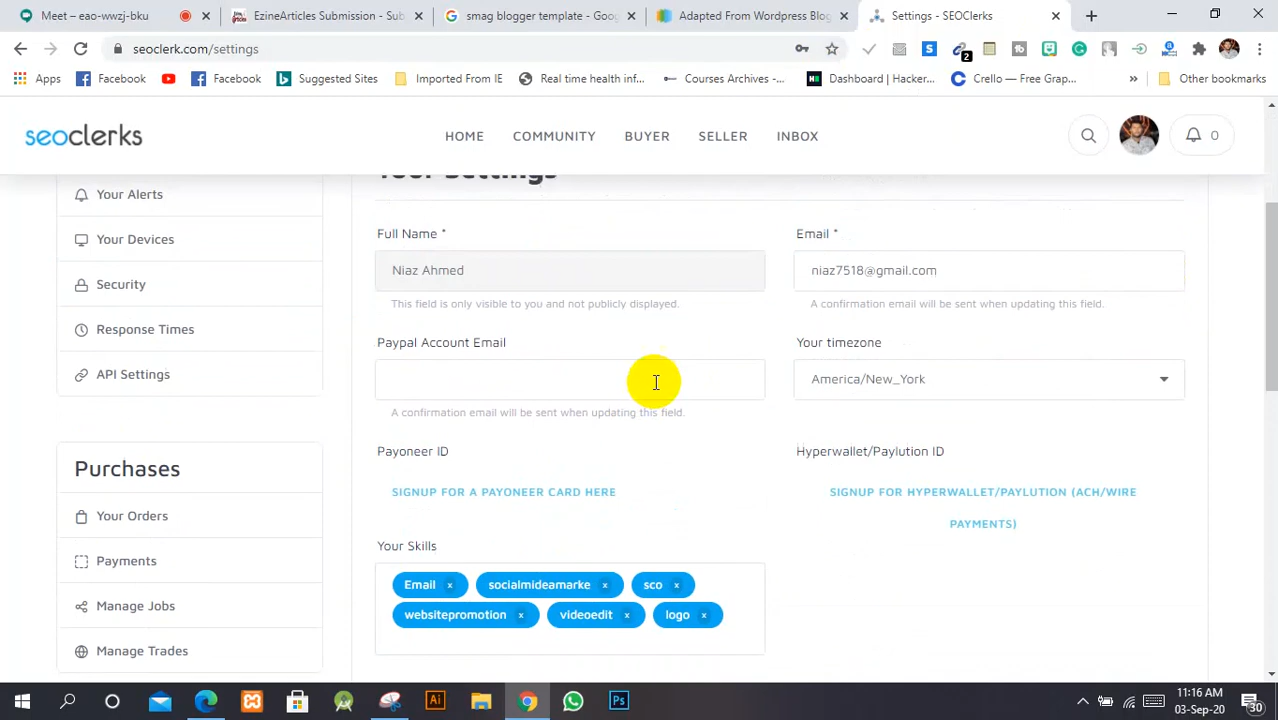 Meet – eao-wwzj-bku
EzineArticles Submission - Sub
smag blogger template - Goog
Adapted From Wordpress Blog
Settings - SEOClerks
seoclerk.com/settings
2
Apps
Facebook
Facebook
Suggested Sites
Imported From IE
Real time health inf...
Courses Archives -...
Dashboard | Hacker...
Crello — Free Grap...
Other bookmarks
seoclerks
HOME
COMMUNITY
BUYER
SELLER
INBOX
0
Your Settings
Your Alerts
Your Devices
Security
Response Times
API Settings
Purchases
Your Orders
Payments
Manage Jobs
Manage Trades
Full Name *
Niaz Ahmed
This field is only visible to you and not publicly displayed.
Email *
niaz7518@gmail.com
A confirmation email will be sent when updating this field.
Paypal Account Email
A confirmation email will be sent when updating this field.
Your timezone
America/New_York
Payoneer ID
SIGNUP FOR A PAYONEER CARD HERE
Hyperwallet/Paylution ID
SIGNUP FOR HYPERWALLET/PAYLUTION (ACH/WIRE
PAYMENTS)
Your Skills
Email x socialmideamarke x sco x
websitepromotion x videoedit x logo x
11:16 AM
03-Sep-20
30